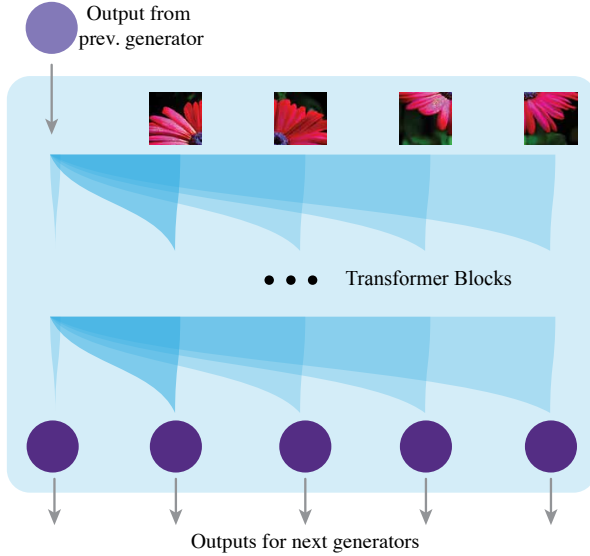 Output from
prev. generator
Transformer Blocks
Outputs for next generators